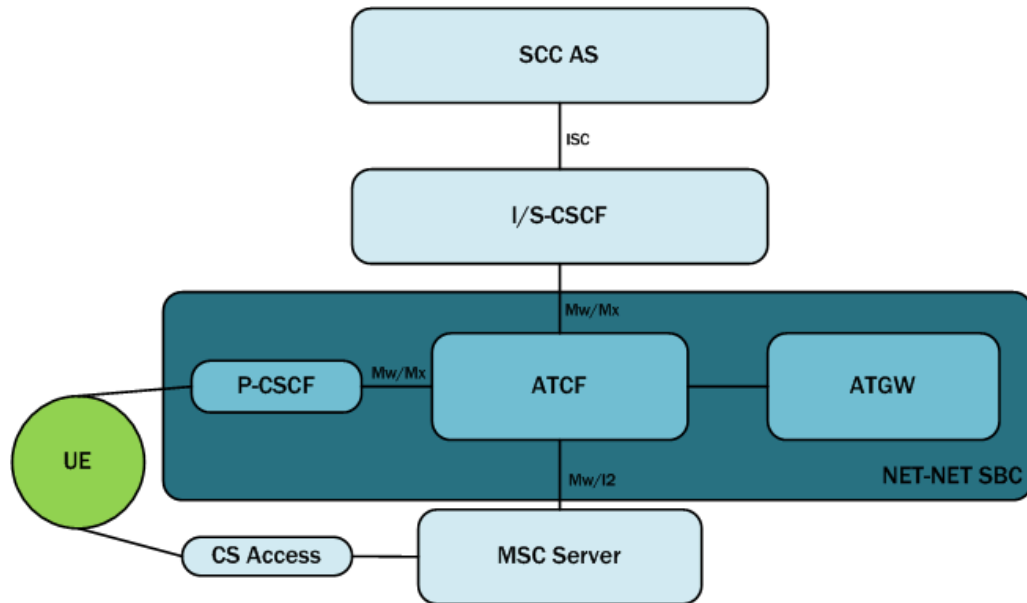 SCC AS
ISC
I/S-CSCF
Mw/Mx
P-CSCF
Mw/Mx
ATCF
ATGW
UE
NET-NET SBC
Mw/I2
CS Access
MSC Server